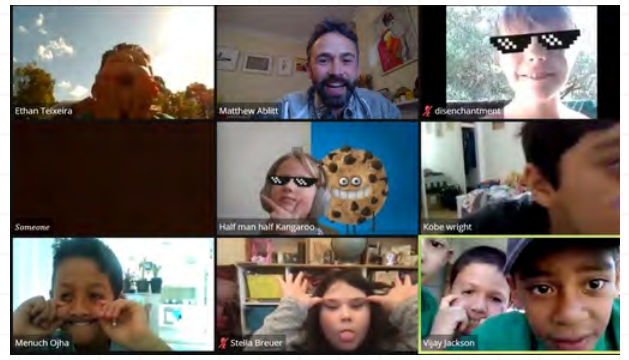 Ethan Teixeira
Matthew Ablitt
disenchantment
Someone
Half man half Kangaroo
Kobe wright
Menuch Ojha
Stella Breuer
Vijay Jackson